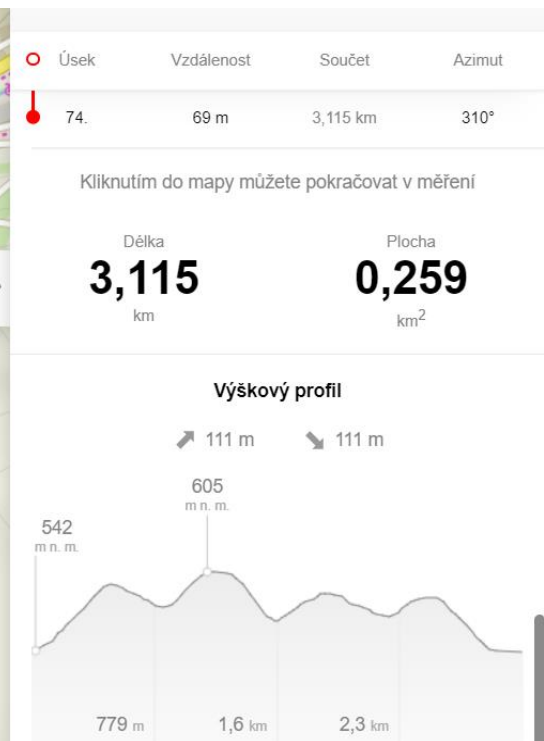 Úsek Vzdálenost Součet Azimut
74. 69 m 3,115 km 310°
Kliknutím do mapy můžete pokračovat v měření
Délka Plocha
3,115 0,259
km km2
Výškový profil
111 m 111 m
605
m n. m.
542
m n. m.
779 m 1,6 km 2,3 km